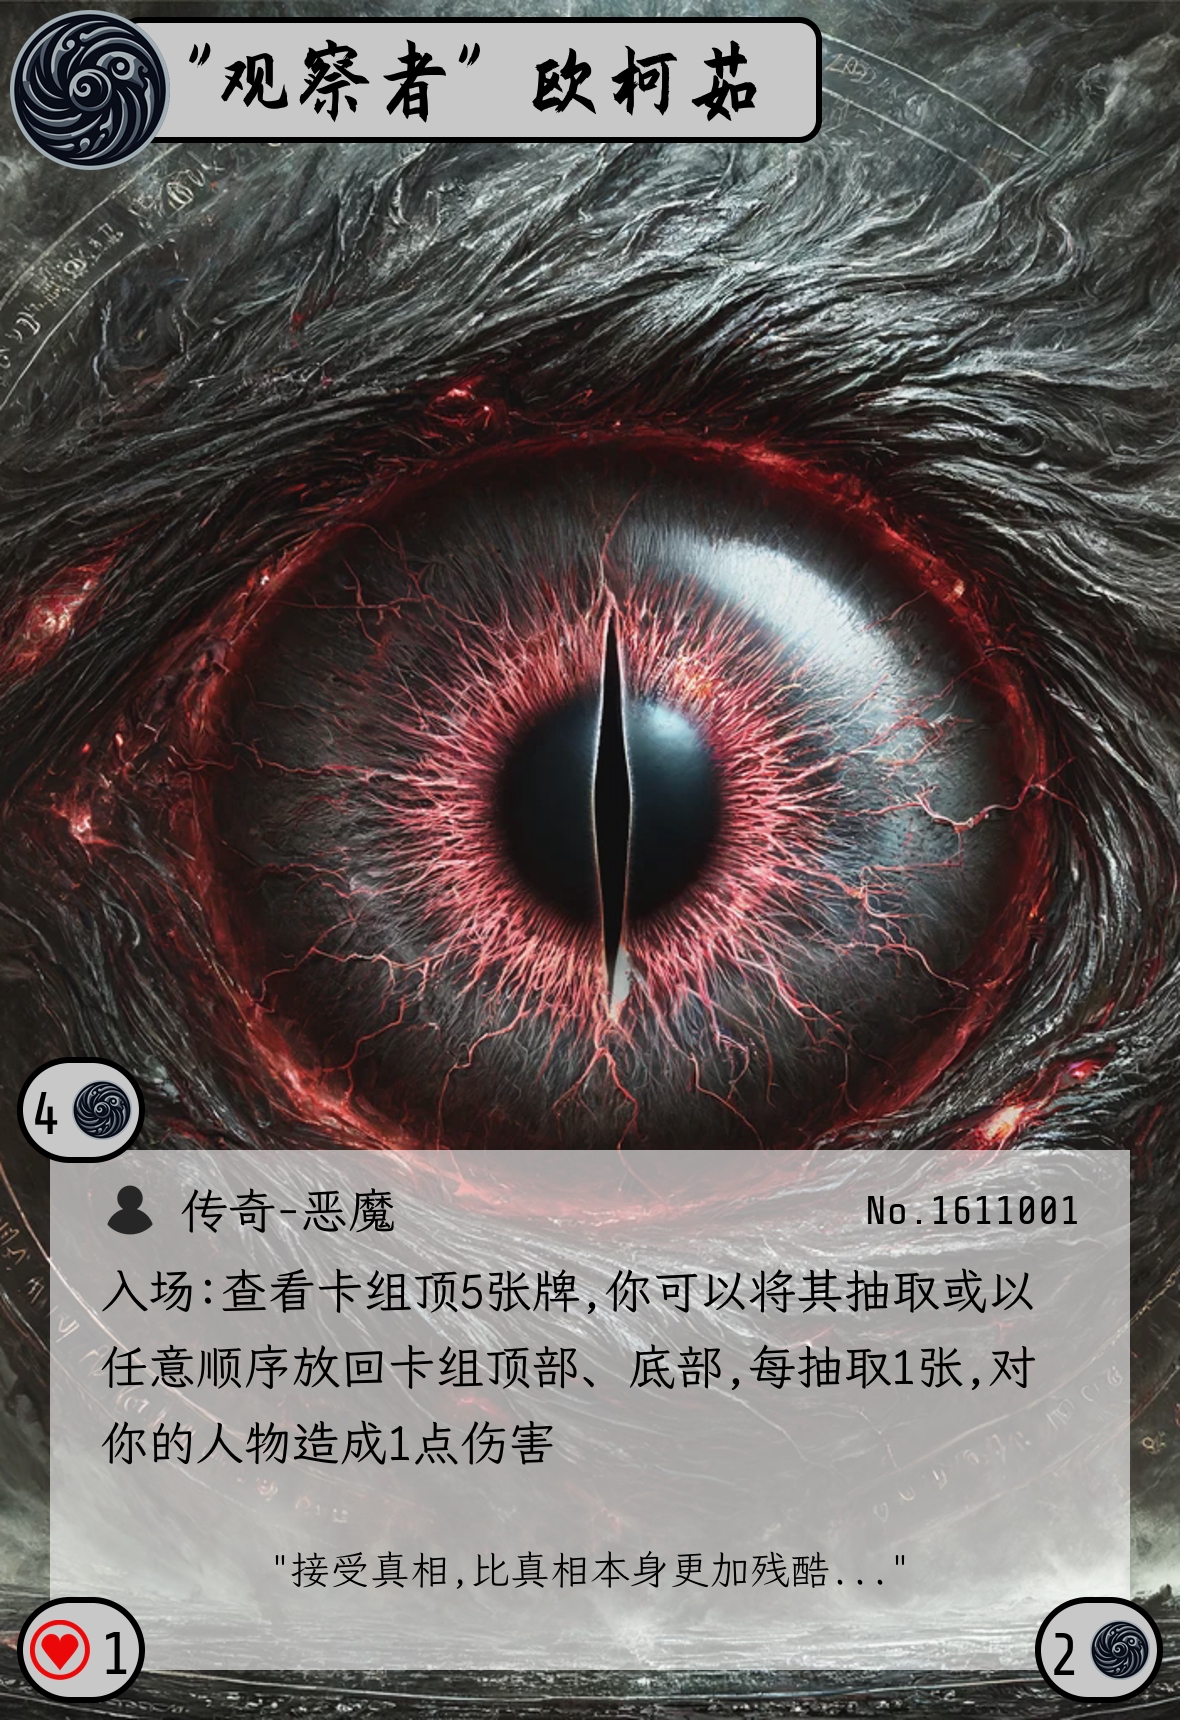 "观察者" 欧柯茹
4
传奇-恶魔
No.1611001
入场:查看卡组顶5张牌,你可以将其抽取或以
任意顺序放回卡组顶部、底部,每抽取1张,对
你的人物造成1点伤害
"接受真相,比真相本身更加残酷..."
1
2